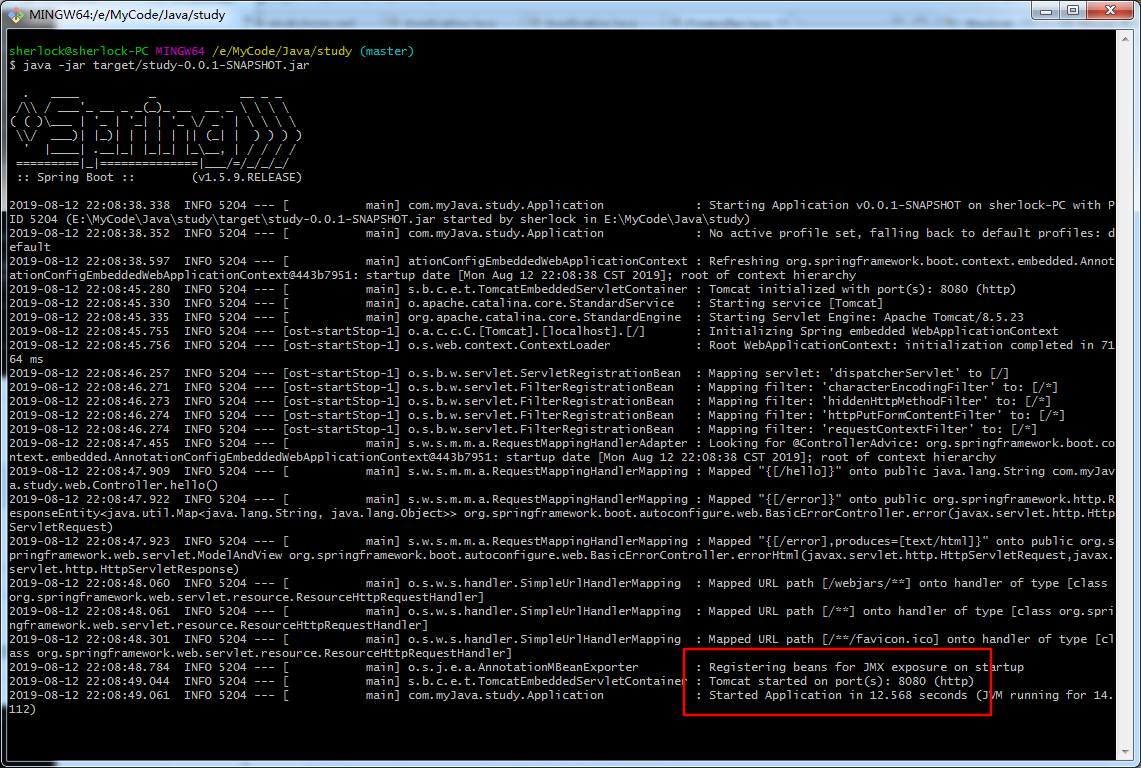 MINGW64:/e/MyCode/Java/study
sherlock@sherlock-PC MINGW64 /e/MyCode/Java/study (master)
$ java -jar target/study-0.0.1-SNAPSHOT.jar
  .   ____          _            __ _ _
 /\\ / ___'_ __ _ _(_)_ __  __ _ \ \ \ \
( ( )\___ | '_ | '_| | '_ \/ _` | \ \ \ \
 \\/  ___)| |_)| | | | | || (_| |  ) ) ) )
  '  |____| .__|_| |_|_| |_\__, | / / / /
 =========|_|==============|___/=/_/_/_/
 :: Spring Boot ::        (v1.5.9.RELEASE)
2019-08-12 22:08:38.338  INFO 5204 --- [           main] com.myJava.study.Application             : Starting Application v0.0.1-SNAPSHOT on sherlock-PC with P
ID 5204 (E:\MyCode\Java\study\target\study-0.0.1-SNAPSHOT.jar started by sherlock in E:\MyCode\Java\study)
2019-08-12 22:08:38.352  INFO 5204 --- [           main] com.myJava.study.Application             : No active profile set, falling back to default profiles: d
efault
2019-08-12 22:08:38.597  INFO 5204 --- [           main] ationConfigEmbeddedWebApplicationContext : Refreshing org.springframework.boot.context.embedded.Annot
ationConfigEmbeddedWebApplicationContext@443b7951: startup date [Mon Aug 12 22:08:38 CST 2019]; root of context hierarchy
2019-08-12 22:08:45.280  INFO 5204 --- [           main] s.b.c.e.t.TomcatEmbeddedServletContainer : Tomcat initialized with port(s): 8080 (http)
2019-08-12 22:08:45.330  INFO 5204 --- [           main] o.apache.catalina.core.StandardService   : Starting service [Tomcat]
2019-08-12 22:08:45.335  INFO 5204 --- [           main] org.apache.catalina.core.StandardEngine  : Starting Servlet Engine: Apache Tomcat/8.5.23
2019-08-12 22:08:45.755  INFO 5204 --- [ost-startStop-1] o.a.c.c.C.[Tomcat].[localhost].[/]       : Initializing Spring embedded WebApplicationContext
2019-08-12 22:08:45.756  INFO 5204 --- [ost-startStop-1] o.s.web.context.ContextLoader            : Root WebApplicationContext: initialization completed in 71
64 ms
2019-08-12 22:08:46.257  INFO 5204 --- [ost-startStop-1] o.s.b.w.servlet.ServletRegistrationBean  : Mapping servlet: 'dispatcherServlet' to [/]
2019-08-12 22:08:46.271  INFO 5204 --- [ost-startStop-1] o.s.b.w.servlet.FilterRegistrationBean   : Mapping filter: 'characterEncodingFilter' to: [/*]
2019-08-12 22:08:46.273  INFO 5204 --- [ost-startStop-1] o.s.b.w.servlet.FilterRegistrationBean   : Mapping filter: 'hiddenHttpMethodFilter' to: [/*]
2019-08-12 22:08:46.274  INFO 5204 --- [ost-startStop-1] o.s.b.w.servlet.FilterRegistrationBean   : Mapping filter: 'httpPutFormContentFilter' to: [/*]
2019-08-12 22:08:46.274  INFO 5204 --- [ost-startStop-1] o.s.b.w.servlet.FilterRegistrationBean   : Mapping filter: 'requestContextFilter' to: [/*]
2019-08-12 22:08:47.455  INFO 5204 --- [           main] s.w.s.m.m.a.RequestMappingHandlerAdapter : Looking for @ControllerAdvice: org.springframework.boot.co
ntext.embedded.AnnotationConfigEmbeddedWebApplicationContext@443b7951: startup date [Mon Aug 12 22:08:38 CST 2019]; root of context hierarchy
2019-08-12 22:08:47.909  INFO 5204 --- [           main] s.w.s.m.m.a.RequestMappingHandlerMapping : Mapped "{[/hello]}" onto public java.lang.String com.myJav
a.study.web.Controller.hello()
2019-08-12 22:08:47.922  INFO 5204 --- [           main] s.w.s.m.m.a.RequestMappingHandlerMapping : Mapped "{[/error]}" onto public org.springframework.http.R
esponseEntity<java.util.Map<java.lang.String, java.lang.Object>> org.springframework.boot.autoconfigure.web.BasicErrorController.error(javax.servlet.http.Http
ServletRequest)
2019-08-12 22:08:47.923  INFO 5204 --- [           main] s.w.s.m.m.a.RequestMappingHandlerMapping : Mapped "{[/error],produces=[text/html]}" onto public org.s
pringframework.web.servlet.ModelAndView org.springframework.boot.autoconfigure.web.BasicErrorController.errorHtml(javax.servlet.http.HttpServletRequest,javax.
servlet.http.HttpServletResponse)
2019-08-12 22:08:48.060  INFO 5204 --- [           main] o.s.w.s.handler.SimpleUrlHandlerMapping  : Mapped URL path [/webjars/**] onto handler of type [class
org.springframework.web.servlet.resource.ResourceHttpRequestHandler]
2019-08-12 22:08:48.061  INFO 5204 --- [           main] o.s.w.s.handler.SimpleUrlHandlerMapping  : Mapped URL path [/**] onto handler of type [class org.spri
ngframework.web.servlet.resource.ResourceHttpRequestHandler]
2019-08-12 22:08:48.301  INFO 5204 --- [           main] o.s.w.s.handler.SimpleUrlHandlerMapping  : Mapped URL path [/**/favicon.ico] onto handler of type [cl
ass org.springframework.web.servlet.resource.ResourceHttpRequestHandler]
2019-08-12 22:08:48.784  INFO 5204 --- [           main] o.s.j.e.a.AnnotationMBeanExporter        : Registering beans for JMX exposure on startup
2019-08-12 22:08:49.044  INFO 5204 --- [           main] s.b.c.e.t.TomcatEmbeddedServletContainer : Tomcat started on port(s): 8080 (http)
2019-08-12 22:08:49.061  INFO 5204 --- [           main] com.myJava.study.Application             : Started Application in 12.568 seconds (JVM running for 14.
112)